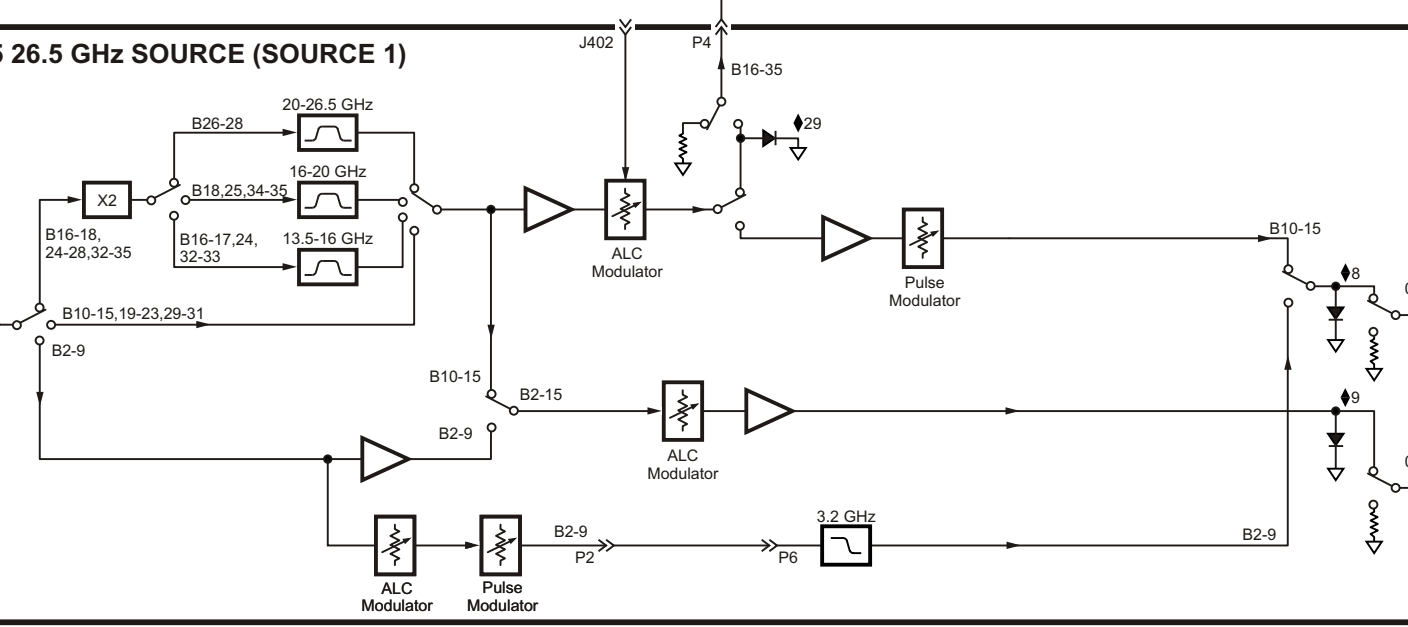 J402
P4
26.5 GHz SOURCE (SOURCE 1)
B16-35
20-26.5 GHz
B26-28
29
16-20 GHz
X2
B18,25,34-35
B16-18,
24-28,32-35
B16-17,24,
32-33
13.5-16 GHz
ALC
Modulator
B10-15
Pulse
Modulator
8
B10-15,19-23,29-31
B2-9
B10-15
B2-15
9
B2-9
ALC
Modulator
3.2 GHz
B2-9
P2
P6
B2-9
ALC
Modulator
Pulse
Modulator